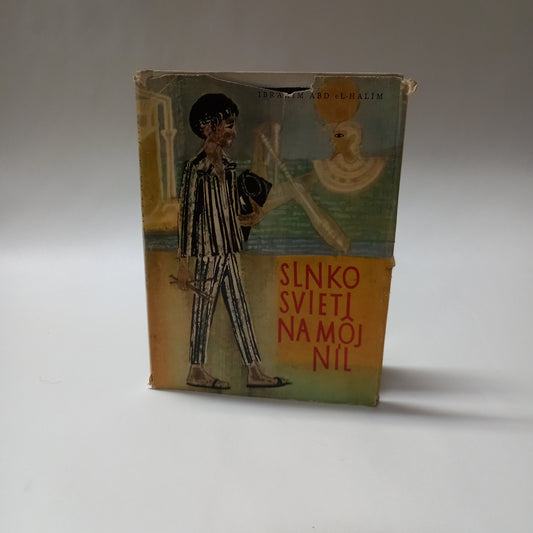 IBRAHIM ABD EL-HALIM
SLNKO
SVIETI
NA MÔJ
NÍL